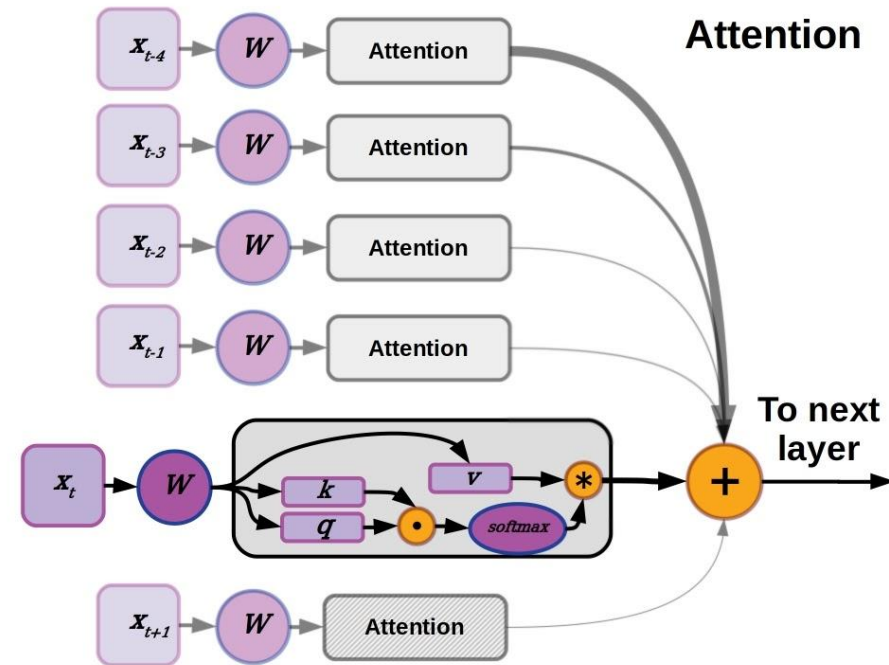 Attention
x_{t-4} W Attention
x_{t-3} W Attention
x_{t-2} W Attention
x_{t-1} W Attention
To next
layer
x_t W k q v softmax * • +
x_{t+1} W Attention